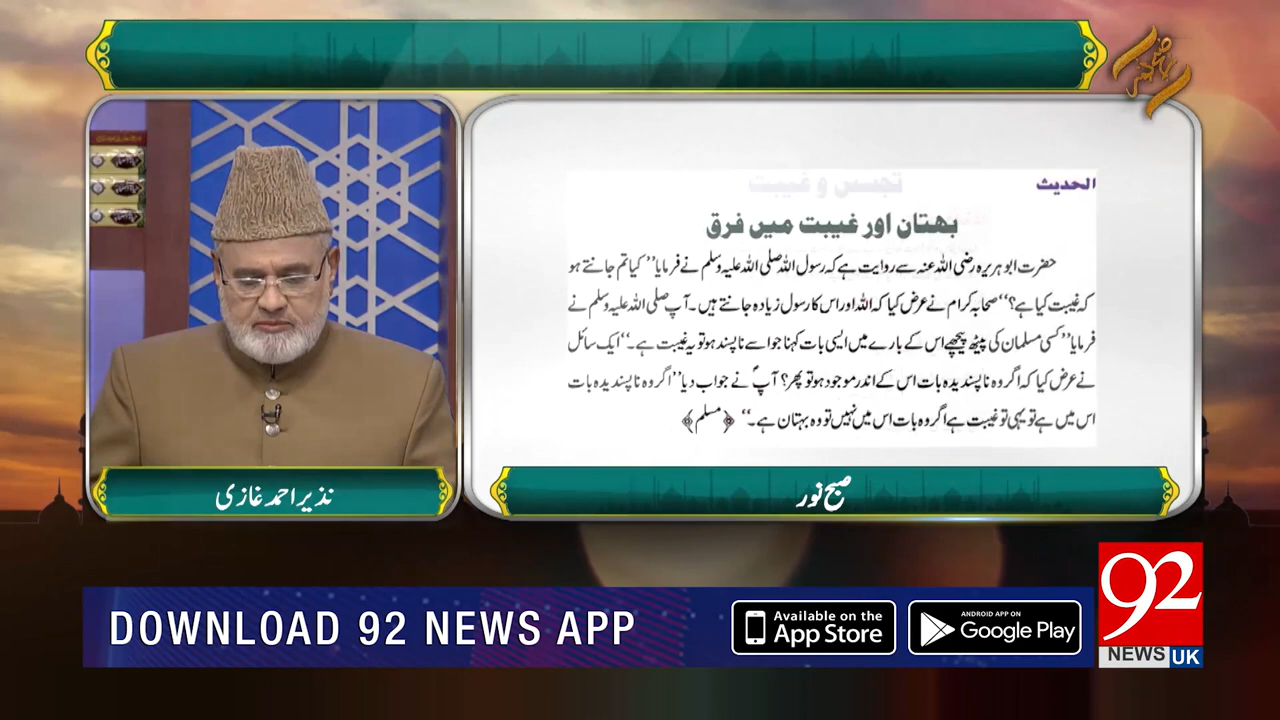 تجسس و غیبت
الحدیث
بہتان اور غیبت میں فرق
حضرت ابوہریرہ رضی اللہ عنہ سے روایت ہے کہ رسول اللہ صلی اللہ علیہ وسلم نے فرمایا ”کیا تم جانتے ہو
کہ غیبت کیا ہے؟“ صحابہ کرام نے عرض کیا کہ اللہ اور اس کا رسول زیادہ جانتے ہیں۔ آپ صلی اللہ علیہ وسلم نے
فرمایا ”کسی مسلمان کی پیٹھ پیچھے اس کے بارے میں ایسی بات کہنا جو اسے ناپسند ہو تو یہ غیبت ہے۔“ ایک سائل
نے عرض کیا کہ اگر وہ ناپسندیدہ بات اس کے اندر موجود ہو تو پھر؟ آپؐ نے جواب دیا ”اگر وہ ناپسندیدہ بات
اس میں ہے تو یہی تو غیبت ہے اگر وہ بات اس میں نہیں تو وہ بہتان ہے۔“ ﴿مسلم﴾
نذیر احمد غازی
صبح نور
DOWNLOAD 92 NEWS APP
Available on the
App Store
ANDROID APP ON
Google Play
92
NEWS UK